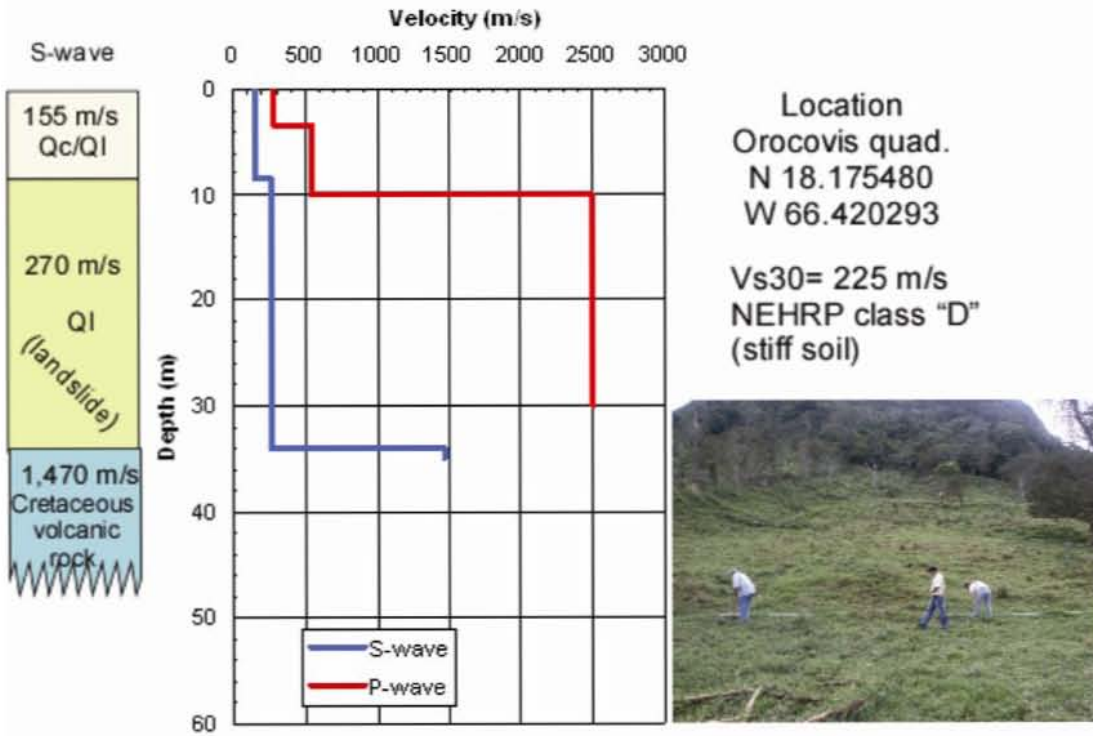 Velocity (m/s)
S-wave
0 500 1000 1500 2000 2500 3000
155 m/s
Qc/Ql
270 m/s
Ql
(landslide)
1,470 m/s
Cretaceous
volcanic
rock
Depth (m)
0
10
20
30
40
50
60
S-wave
P-wave
Location
Orocovis quad.
N 18.175480
W 66.420293
Vs30= 225 m/s
NEHRP class “D”
(stiff soil)